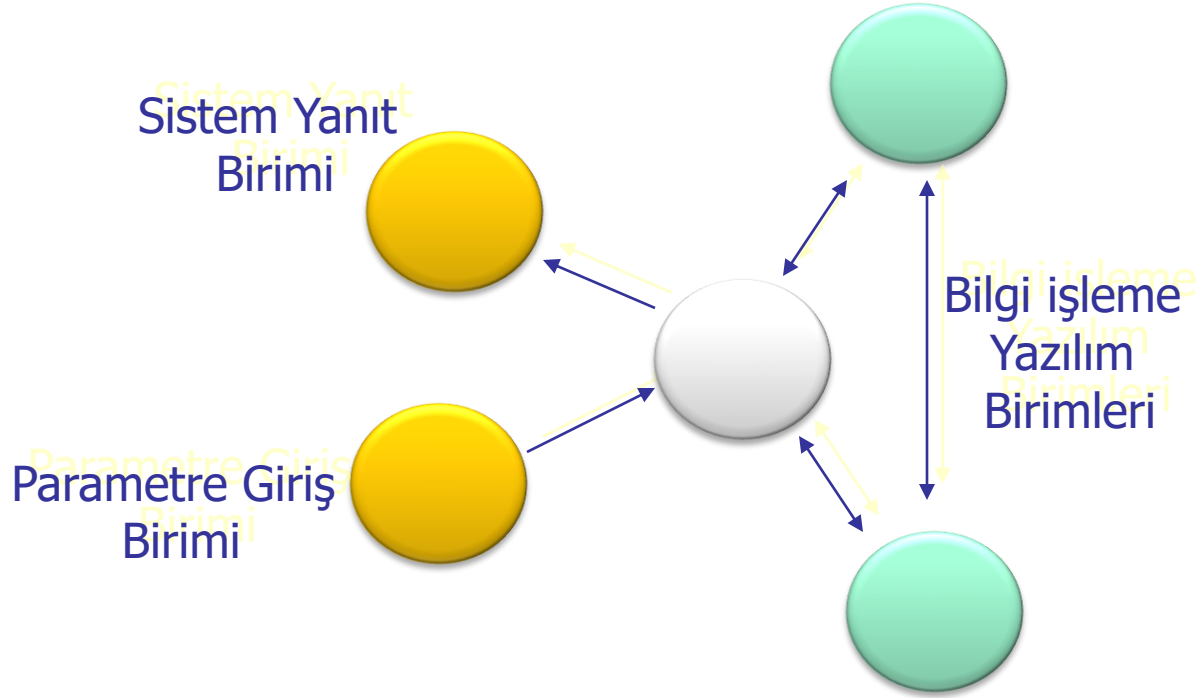 Sistem Yanıt
Birimi
Bilgi işleme
Yazılım
Birimleri
Parametre Giriş
Birimi